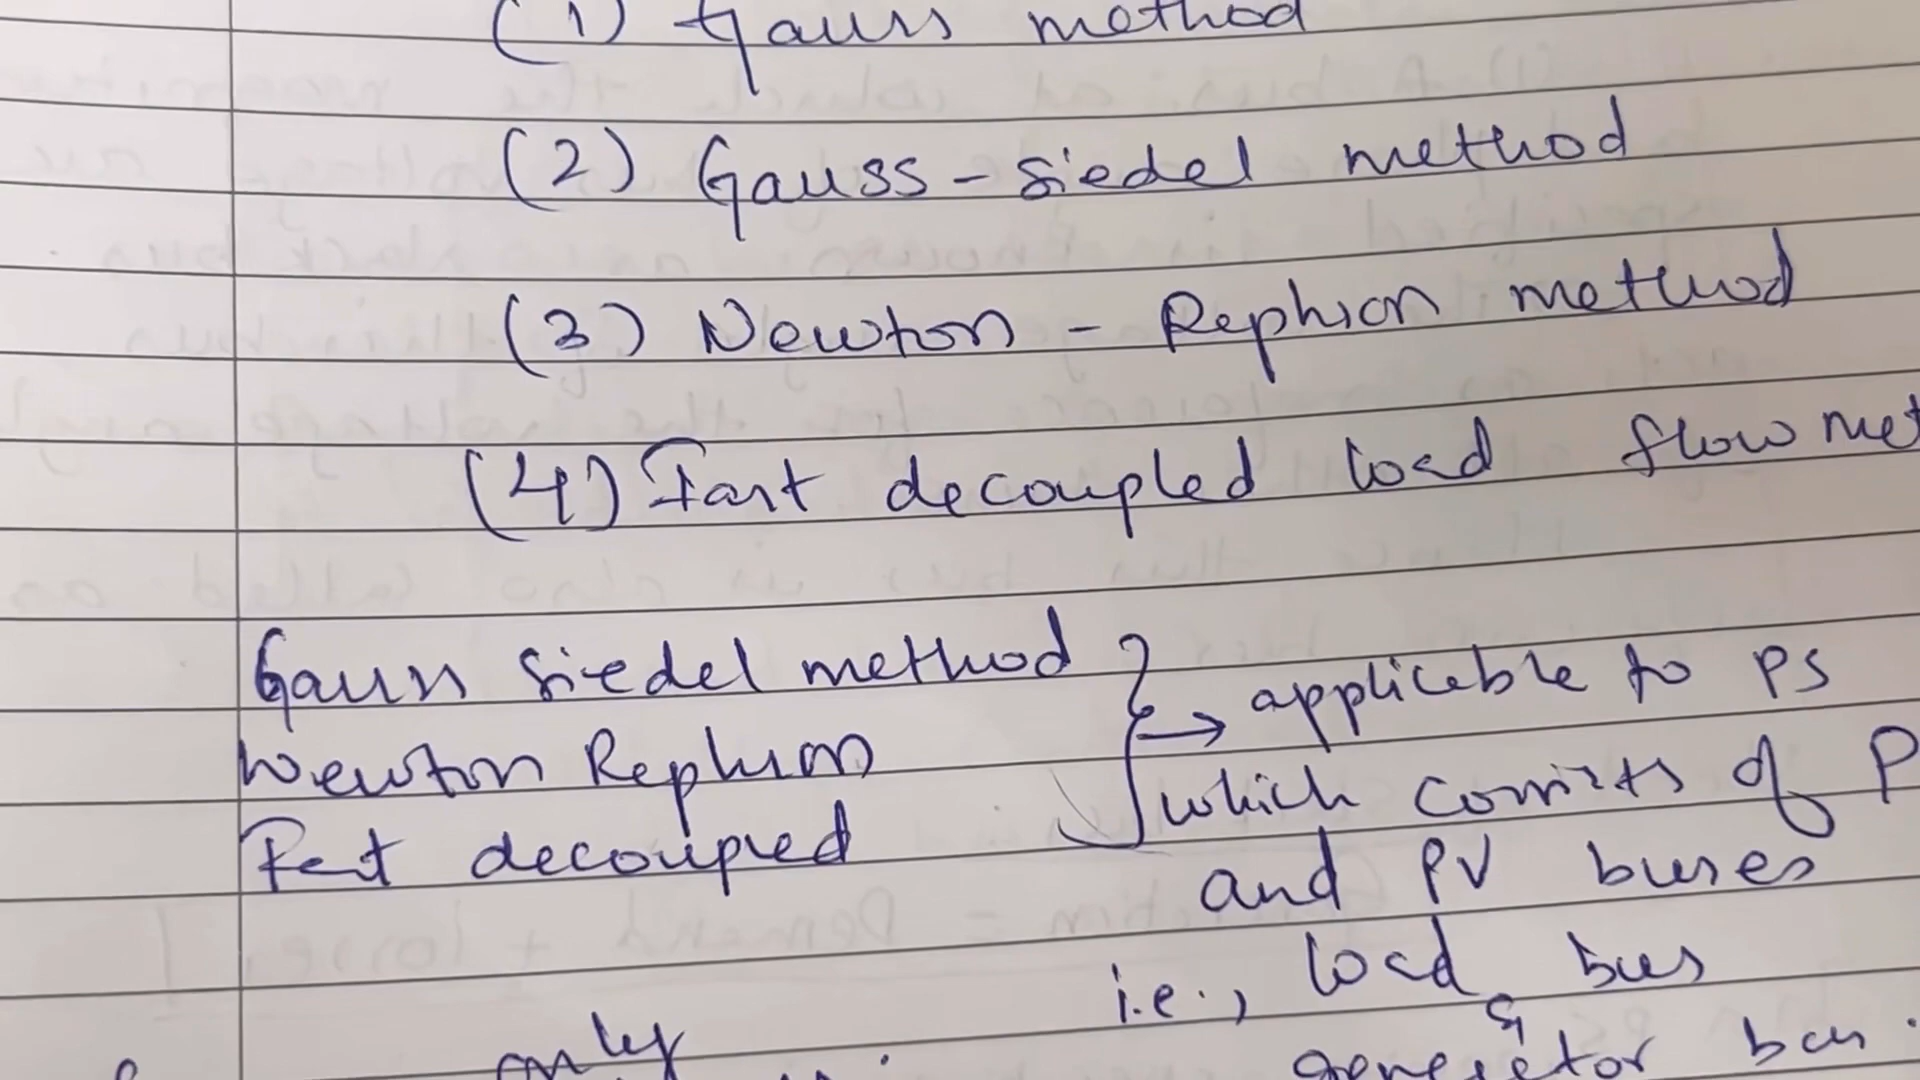 (1) Gauss method
(2) Gauss - siedel method
(3) Newton - Rephson method
(4) Fast decoupled load flow met
Gauss siedel method
Newton Rephson
Fast decoupled
→ applicable to PS
which consists of P
and PV buses
i.e., load bus
&
generator bus.
only